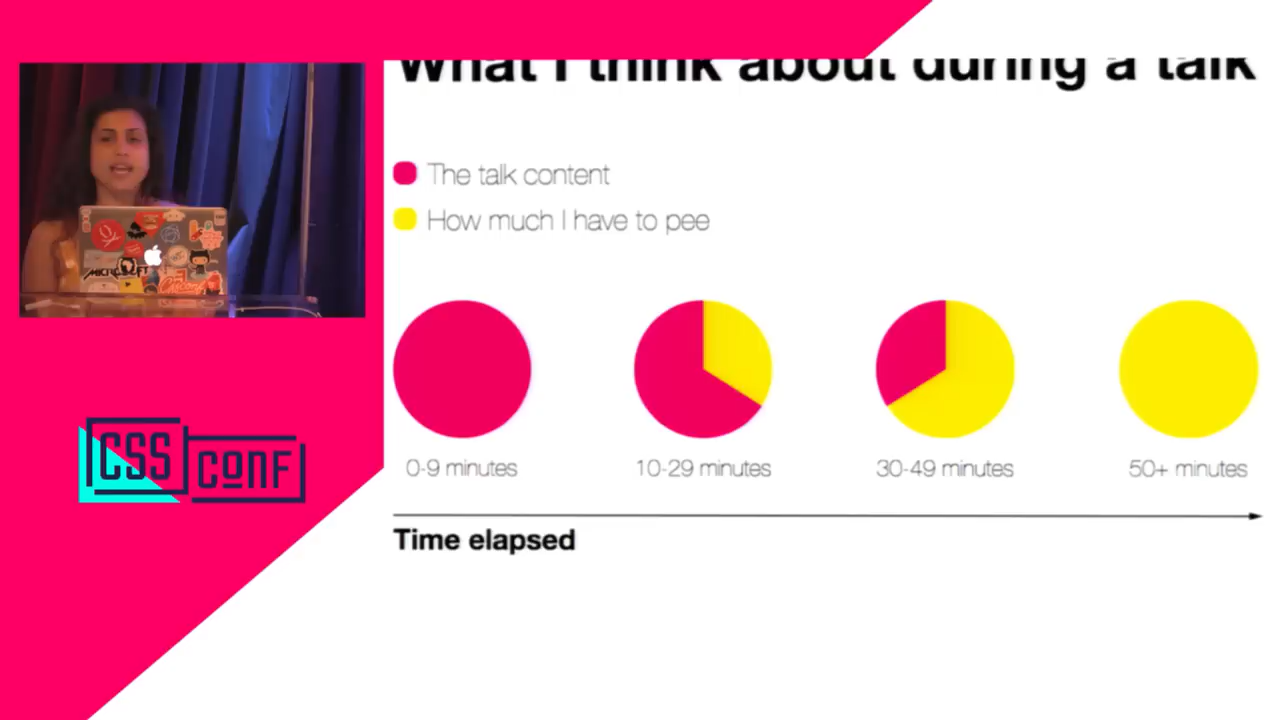 What I think about during a talk
The talk content
How much I have to pee
MICROSOFT
CSS
CONF
0-9 minutes
10-29 minutes
30-49 minutes
50+ minutes
Time elapsed